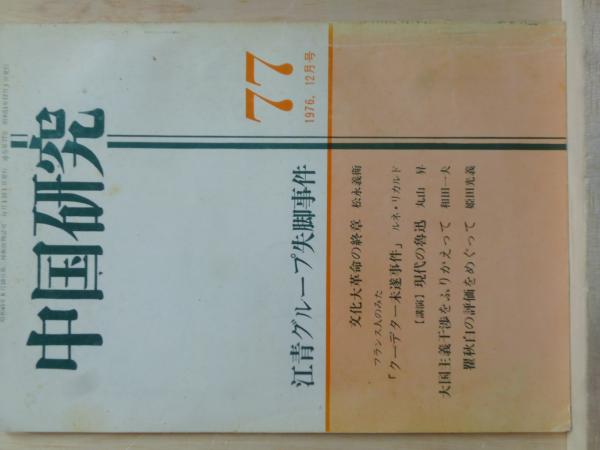 中国研究
77
1976. 12月号
江青グループ失脚事件
文化大革命の終章 松永義衛
フランス人のみた
「クーデター未遂事件」 ルネ・リカルド
【講演】 現代の魯迅 丸山 昇
大国主義干渉をふりかえって 和田一夫
瞿秋白の評価をめぐって 姫田光義